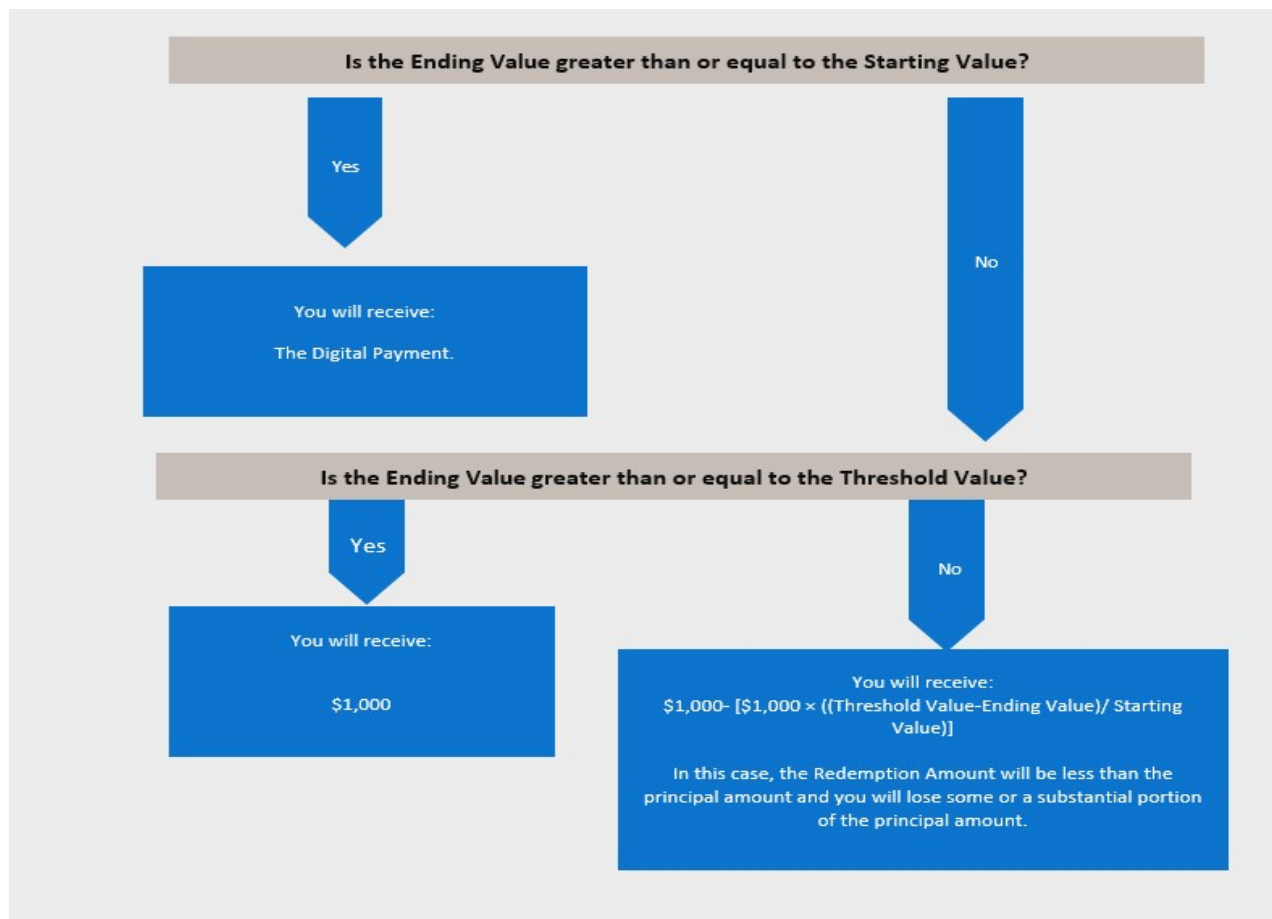 Is the Ending Value greater than or equal to the Starting Value?
Yes
No
You will receive:
The Digital Payment.
Is the Ending Value greater than or equal to the Threshold Value?
Yes
No
You will receive:
$1,000
You will receive:
$1,000- [$1,000 × ((Threshold Value-Ending Value)/ Starting
Value)]
In this case, the Redemption Amount will be less than the
principal amount and you will lose some or a substantial portion
of the principal amount.